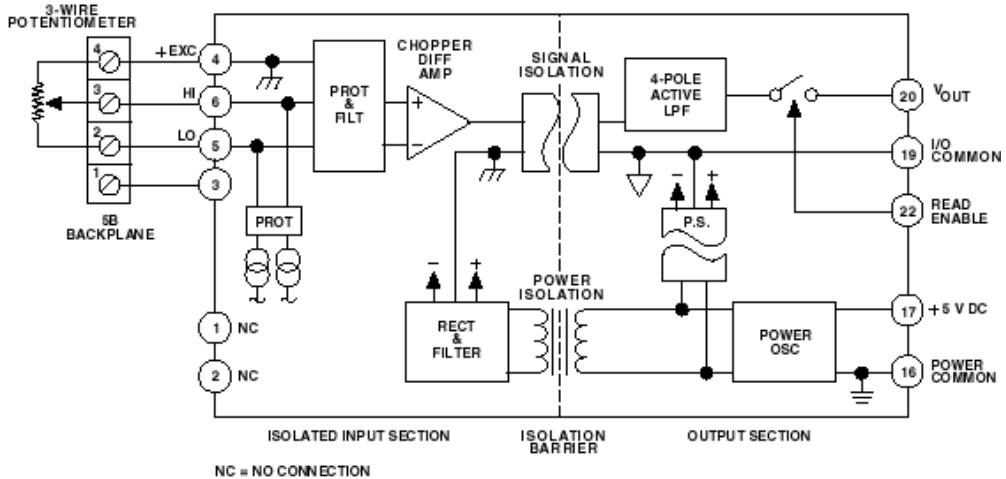 3-WIRE
POTENTIOMETER
4
3
2
1
5B
BACKPLANE
+EXC
HI
LO
4
6
5
3
1
NC
2
NC
PROT
&
FILT
PROT
CHOPPER
DIFF
AMP
+
−
SIGNAL
ISOLATION
4-POLE
ACTIVE
LPF
20
VOUT
19
I/O
COMMON
22
READ
ENABLE
− +
P.S.
− +
RECT
&
FILTER
POWER
ISOLATION
POWER
OSC
17
+5 V DC
16
POWER
COMMON
ISOLATED INPUT SECTION
ISOLATION
BARRIER
OUTPUT SECTION
NC = NO CONNECTION